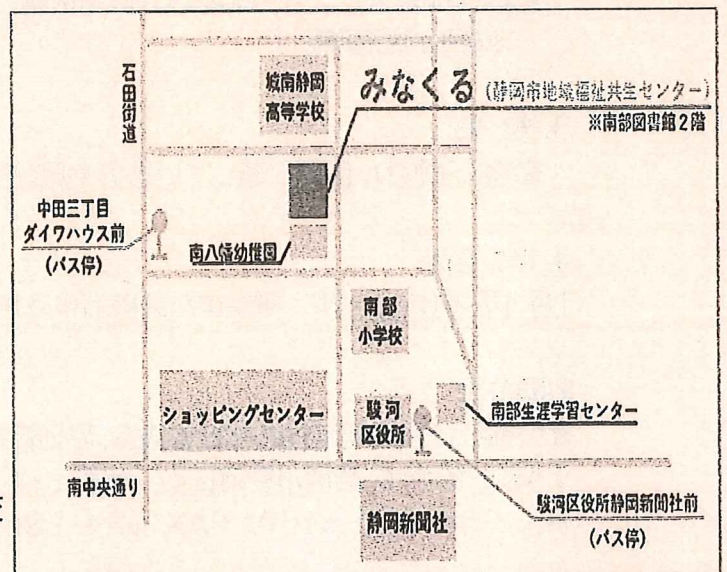 石田街道
城南静岡
高等学校
みなくる(静岡市地域福祉共生センター)
※南部図書館2階
中田三丁目
ダイワハウス前
(バス停)
南八幡幼稚園
南部
小学校
ショッピングセンター
駿河
区役所
南部生涯学習センター
南中央通り
静岡新聞社
駿河区役所静岡新聞社前
(バス停)